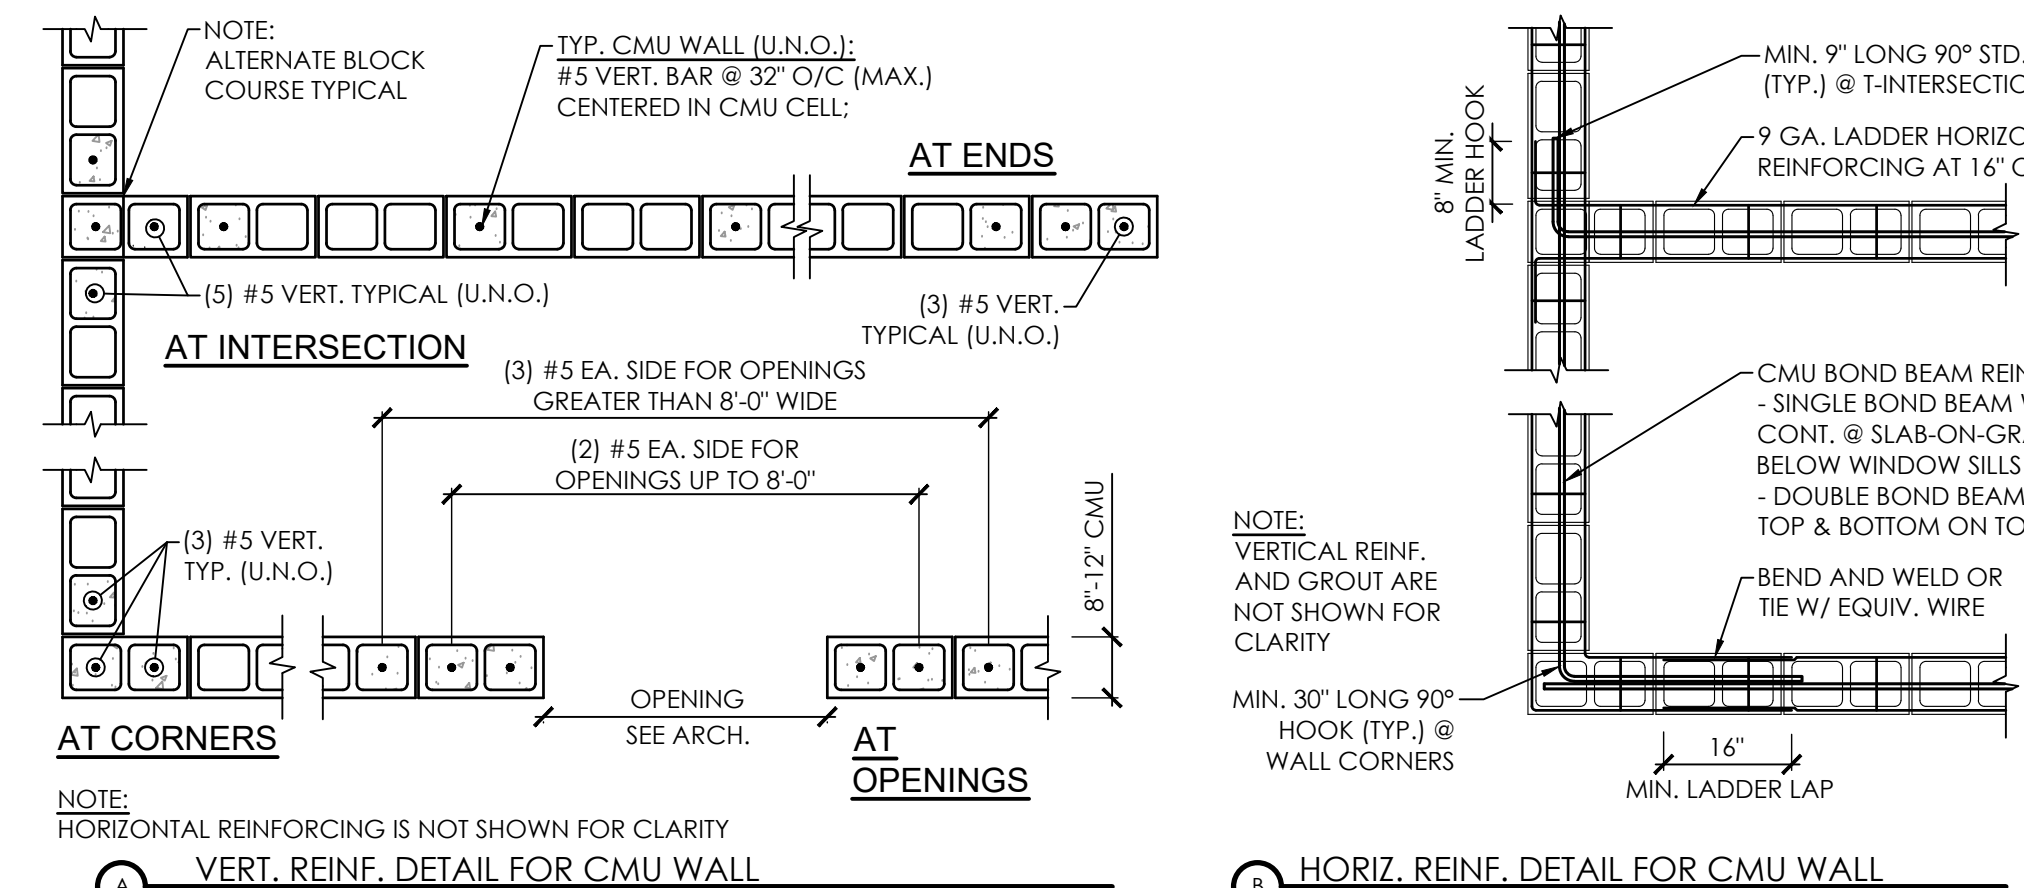 NOTE:
ALTERNATE BLOCK
COURSE TYPICAL
TYP. CMU WALL (U.N.O.):
#5 VERT. BAR @ 32" O/C (MAX.)
CENTERED IN CMU CELL;
AT ENDS
(5) #5 VERT. TYPICAL (U.N.O.)
AT INTERSECTION
(3) #5 VERT.
TYPICAL (U.N.O.)
(3) #5 EA. SIDE FOR OPENINGS
GREATER THAN 8'-0" WIDE
(2) #5 EA. SIDE FOR
OPENINGS UP TO 8'-0"
8"-12" CMU
(3) #5 VERT.
TYP. (U.N.O.)
OPENING
SEE ARCH.
AT CORNERS
AT
OPENINGS
NOTE:
HORIZONTAL REINFORCING IS NOT SHOWN FOR CLARITY
A
VERT. REINF. DETAIL FOR CMU WALL
MIN. 9" LONG 90° STD.
(TYP.) @
8" MIN.
LADDER HOOK
9 GA. LADDER
REINFORCING AT 16"
CMU BOND BEAM
- SINGLE BOND BEAM
CONT. @
BELOW WINDOW SILLS
- DOUBLE BOND BEAM
TOP & BOTTOM ON
NOTE:
VERTICAL REINF.
AND GROUT ARE
NOT SHOWN FOR
CLARITY
BEND AND WELD OR
TIE W/ EQUIV. WIRE
MIN. 30" LONG 90°
HOOK (TYP.) @
WALL CORNERS
16"
MIN. LADDER LAP
B
HORIZ. REINF. DETAIL FOR CMU WALL